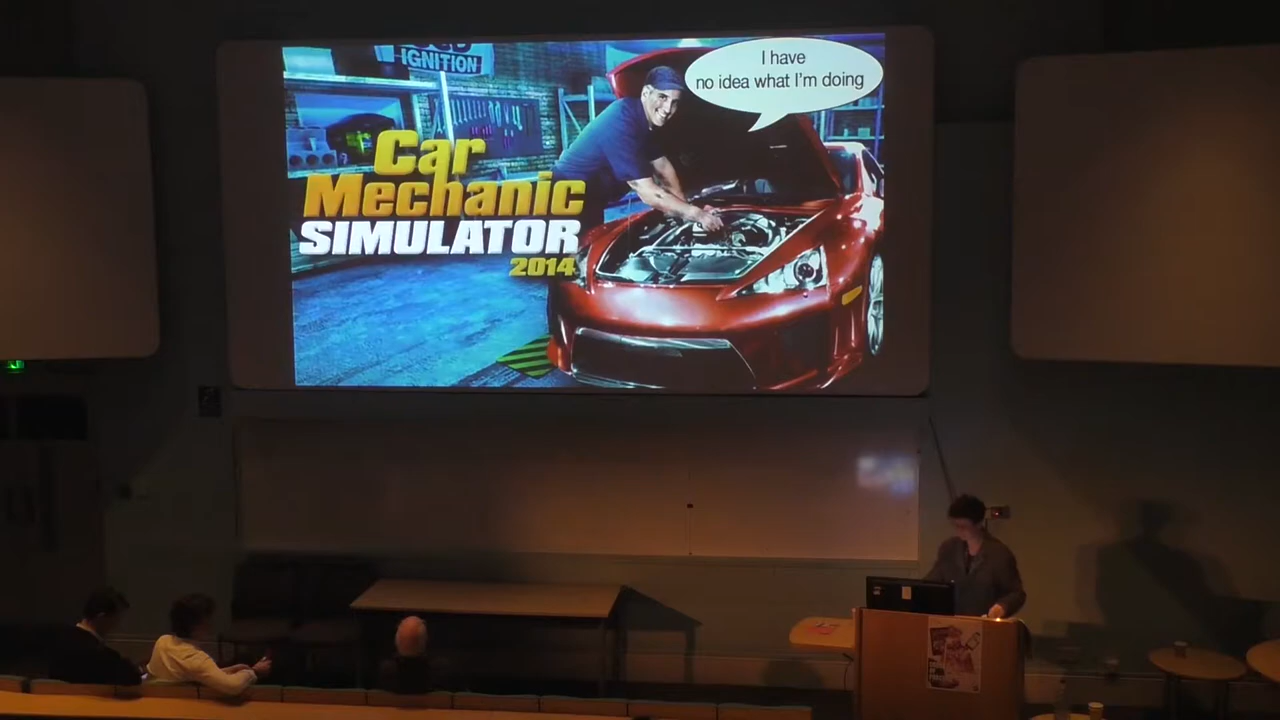 IGNITION
I have
no idea what I'm doing
Car
Mechanic
SIMULATOR
2014